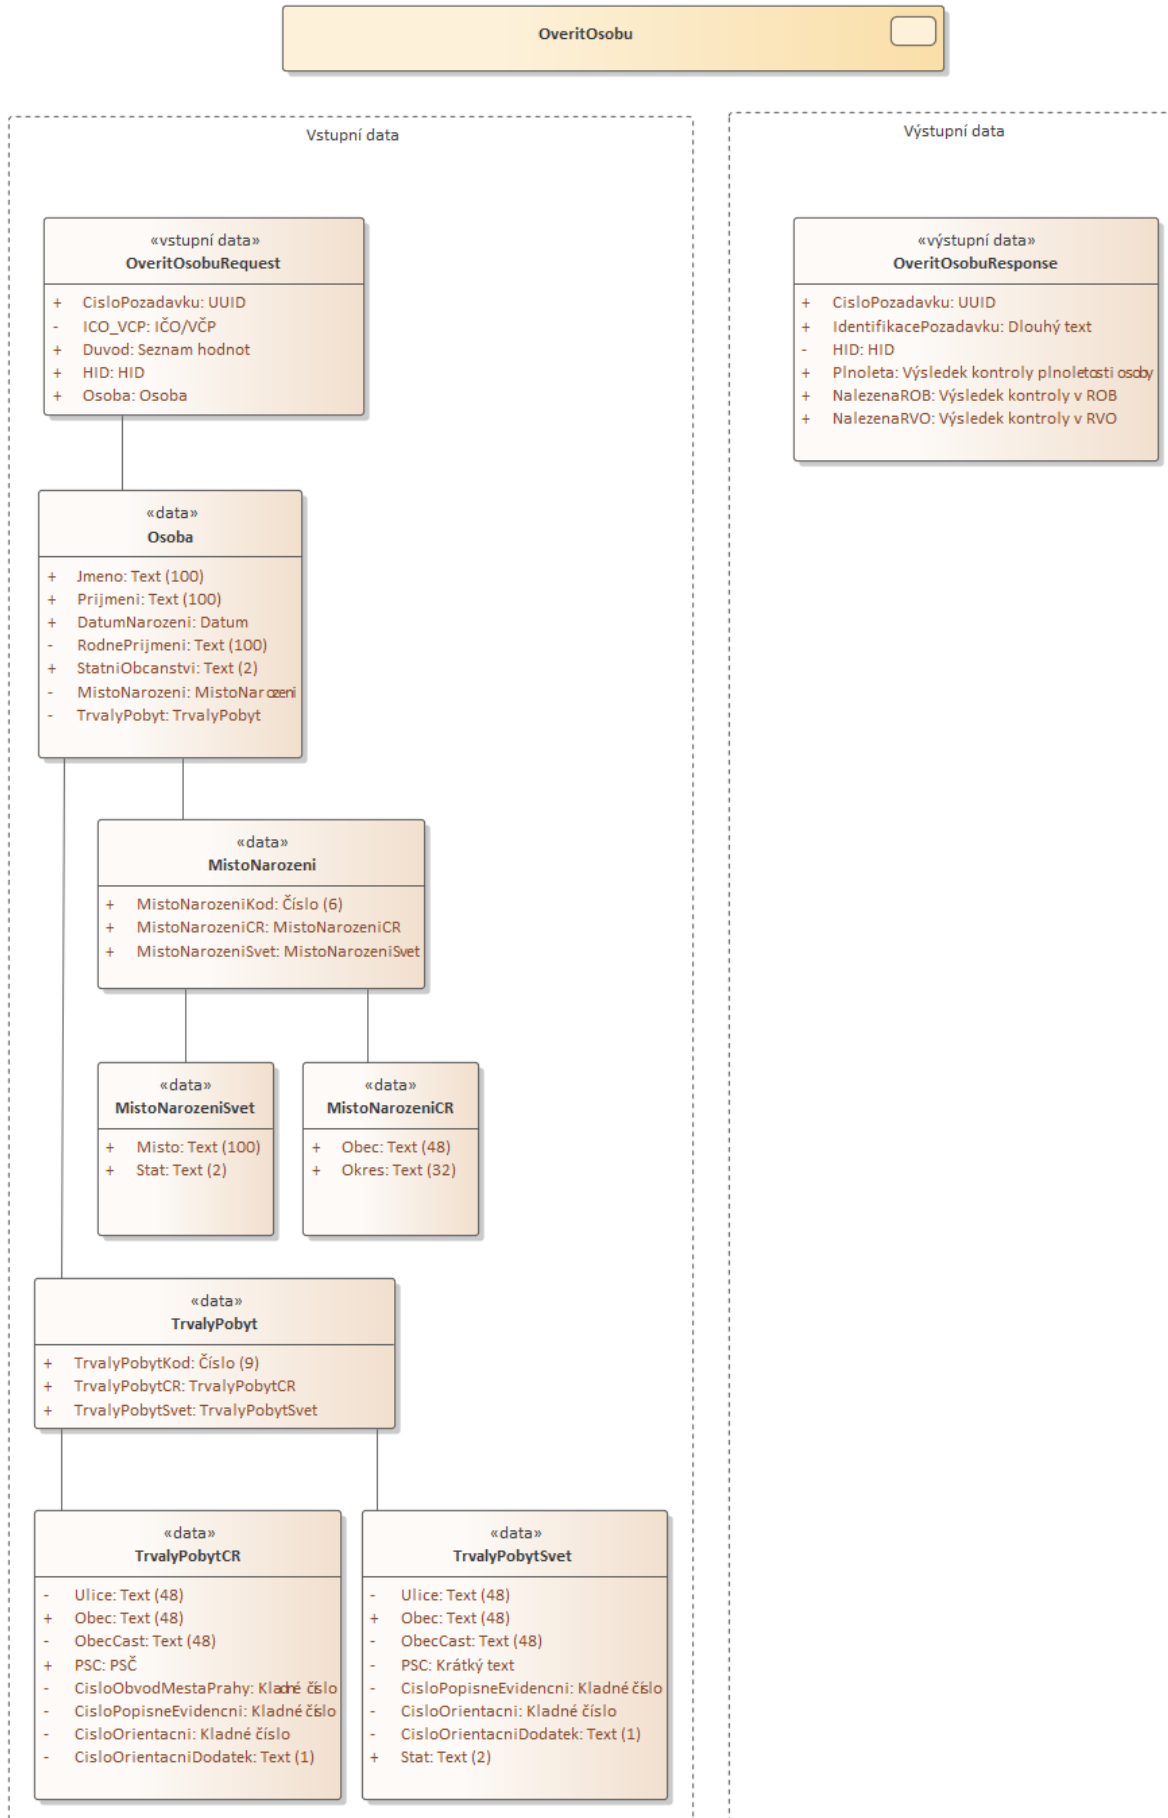 OveritOsobu
Vstupní data
Výstupní data
«vstupní data»
OveritOsobuRequest
+ CisloPozadavku: UUID
- ICO_VCP: IČO/VČP
+ Duvod: Seznam hodnot
+ HID: HID
+ Osoba: Osoba
«výstupní data»
OveritOsobuResponse
+ CisloPozadavku: UUID
+ IdentifikacePozadavku: Dlouhý text
- HID: HID
+ Plnoleta: Výsledek kontroly plnoletosti osoby
+ NalezenaROB: Výsledek kontroly v ROB
+ NalezenaRVO: Výsledek kontroly v RVO
«data»
Osoba
+ Jmeno: Text (100)
+ Prijmeni: Text (100)
+ DatumNarozeni: Datum
- RodnePrijmeni: Text (100)
+ StatniObcanstvi: Text (2)
- MistoNarozeni: MistoNarozeni
- TrvalyPobyt: TrvalyPobyt
«data»
MistoNarozeni
+ MistoNarozeniKod: Číslo (6)
+ MistoNarozeniCR: MistoNarozeniCR
+ MistoNarozeniSvet: MistoNarozeniSvet
«data»
MistoNarozeniSvet
+ Misto: Text (100)
+ Stat: Text (2)
«data»
MistoNarozeniCR
+ Obec: Text (48)
+ Okres: Text (32)
«data»
TrvalyPobyt
+ TrvalyPobytKod: Číslo (9)
+ TrvalyPobytCR: TrvalyPobytCR
+ TrvalyPobytSvet: TrvalyPobytSvet
«data»
TrvalyPobytCR
- Ulice: Text (48)
+ Obec: Text (48)
- ObecCast: Text (48)
+ PSC: PSČ
- CisloObvodMestaPrahy: Kladné číslo
- CisloPopisneEvidencni: Kladné číslo
- CisloOrientacni: Kladné číslo
- CisloOrientacniDodatek: Text (1)
«data»
TrvalyPobytSvet
- Ulice: Text (48)
+ Obec: Text (48)
- ObecCast: Text (48)
- PSC: Krátký text
- CisloPopisneEvidencni: Kladné číslo
- CisloOrientacni: Kladné číslo
- CisloOrientacniDodatek: Text (1)
+ Stat: Text (2)